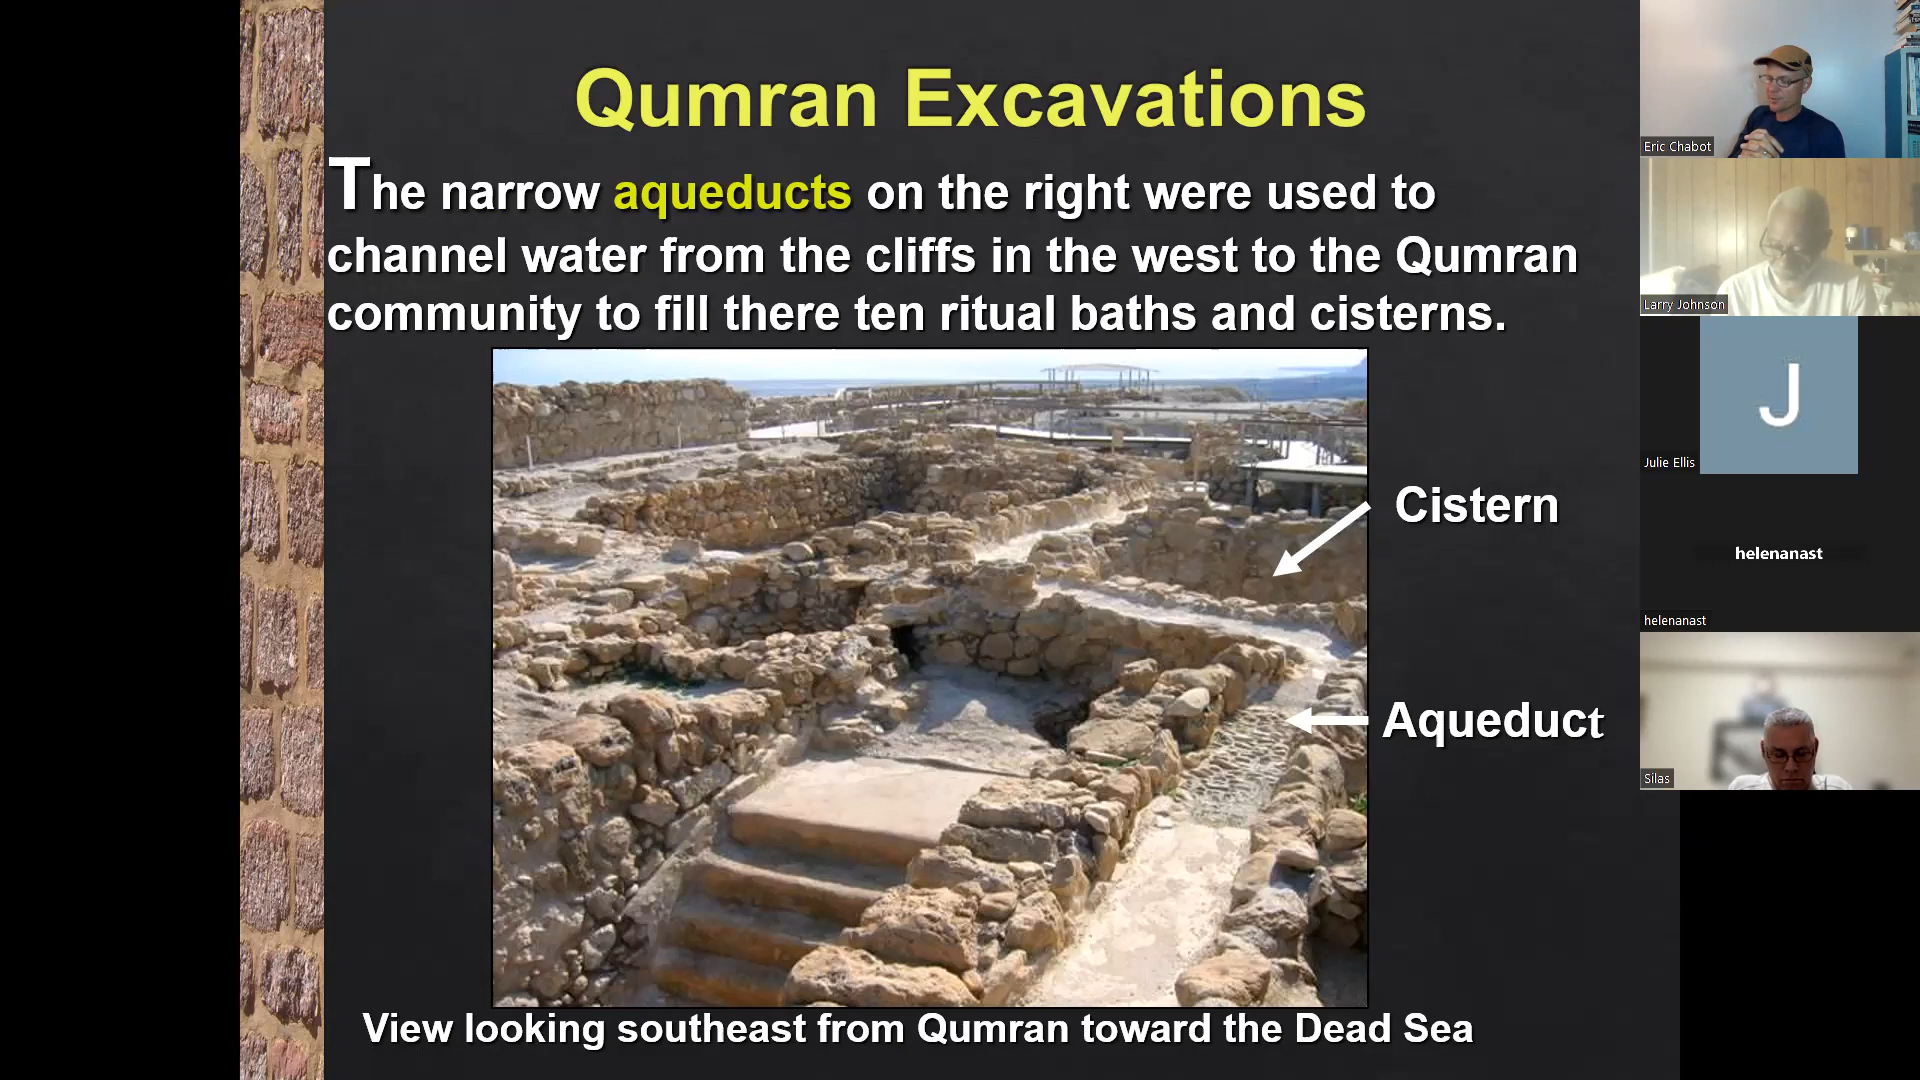 Qumran Excavations
The narrow aqueducts on the right were used to
channel water from the cliffs in the west to the Qumran
community to fill there ten ritual baths and cisterns.
Cistern
Aqueduct
View looking southeast from Qumran toward the Dead Sea
Eric Chabot
Larry Johnson
J
Julie Ellis
helenanast
helenanast
Silas